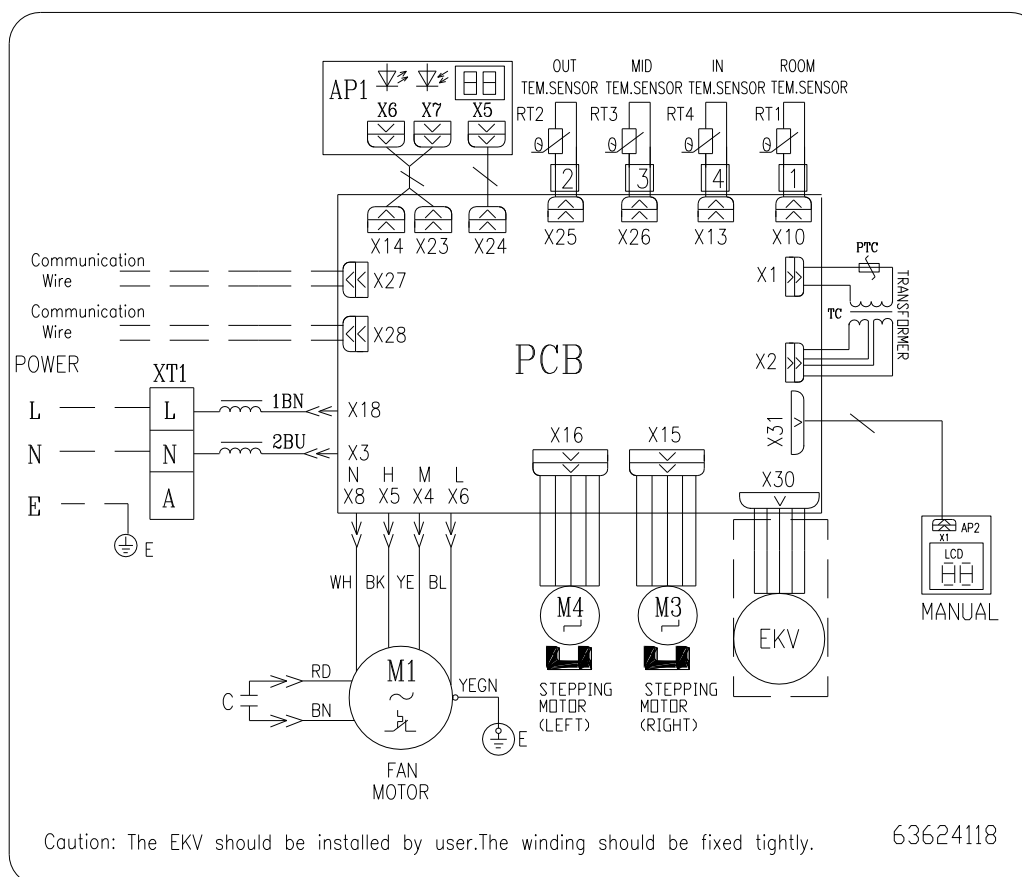 OUT MID IN ROOM
TEM.SENSOR TEM.SENSOR TEM.SENSOR TEM.SENSOR
AP1
X6 X7 X5
RT2 RT3 RT4 RT1
θ θ θ θ
2 3 4 1
X14 X23 X24 X25 X26 X13 X10
Communication
Wire
X27
Communication
Wire
X28
PTC
X1
TC
TRANSFORMER
X2
PCB
POWER
XT1
L L 1BN X18
N N 2BU X3
E A
E
X31
X16 X15
X30
N H M L
X8 X5 X4 X6
WH BK YE BL
AP2
X1
LCD
MANUAL
M4 M3
EKV
M1
RD
C
BN
YEGN
E
STEPPING
MOTOR
(LEFT)
STEPPING
MOTOR
(RIGHT)
FAN
MOTOR
Caution: The EKV should be installed by user.The winding should be fixed tightly.
63624118